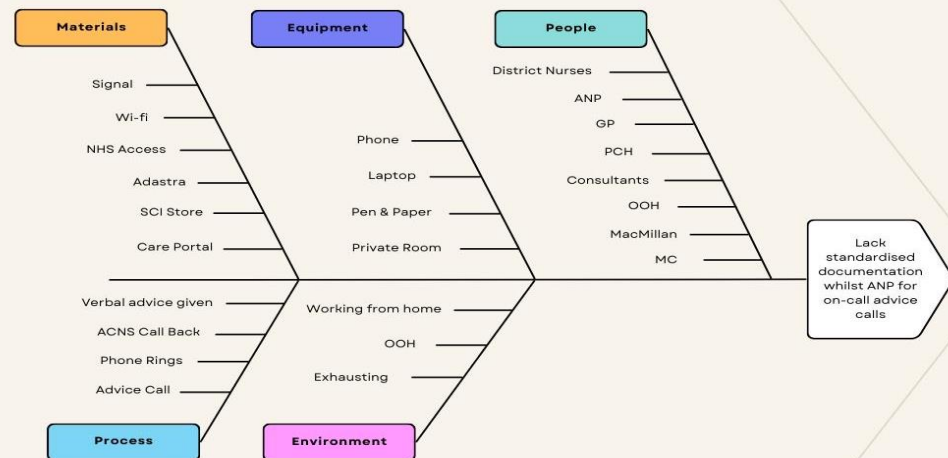 Materials
Signal
Wi-fi
NHS Access
Adastra
SCI Store
Care Portal
Equipment
Phone
Laptop
Pen & Paper
Private Room
People
District Nurses
ANP
GP
PCH
Consultants
OOH
MacMillan
MC
Lack
standardised
documentation
whilst ANP for
on-call advice
calls
Verbal advice given
ACNS Call Back
Phone Rings
Advice Call
Process
Working from home
OOH
Exhausting
Environment